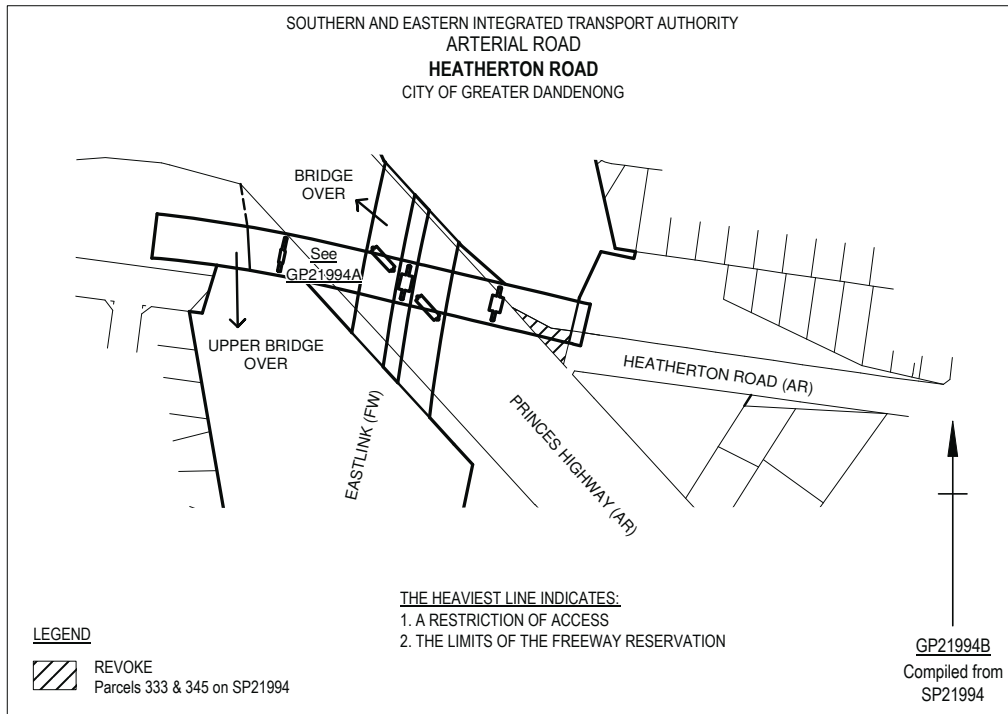 SOUTHERN AND EASTERN INTEGRATED TRANSPORT AUTHORITY
ARTERIAL ROAD
HEATHERTON ROAD
CITY OF GREATER DANDENONG
BRIDGE
OVER
See
GP21994A
UPPER BRIDGE
OVER
HEATHERTON ROAD (AR)
EASTLINK (FW)
PRINCES HIGHWAY (AR)
THE HEAVIEST LINE INDICATES:
1. A RESTRICTION OF ACCESS
2. THE LIMITS OF THE FREEWAY RESERVATION
LEGEND
REVOKE
Parcels 333 & 345 on SP21994
GP21994B
Compiled from
SP21994